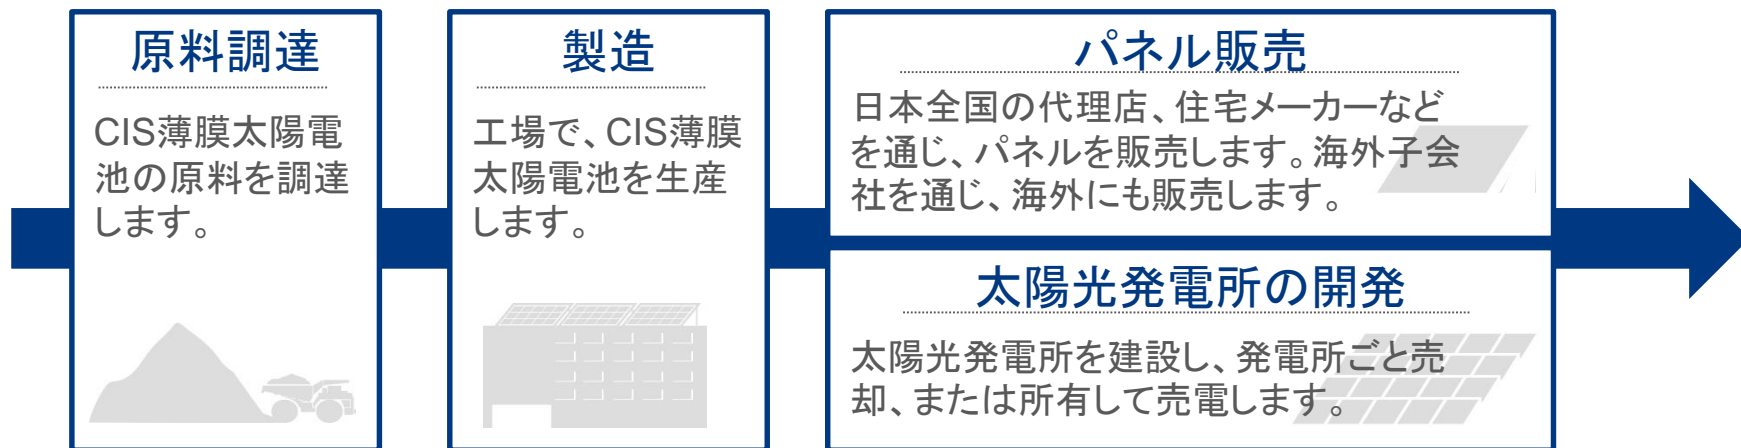 原料調達
CIS薄膜太陽電
池の原料を調達
します。
製造
工場で、CIS薄膜
太陽電池を生産
します。
パネル販売
日本全国の代理店、住宅メーカーなど
を通じ、パネルを販売します。海外子会
社を通じ、海外にも販売します。
太陽光発電所の開発
太陽光発電所を建設し、発電所ごと売
却、または所有して売電します。